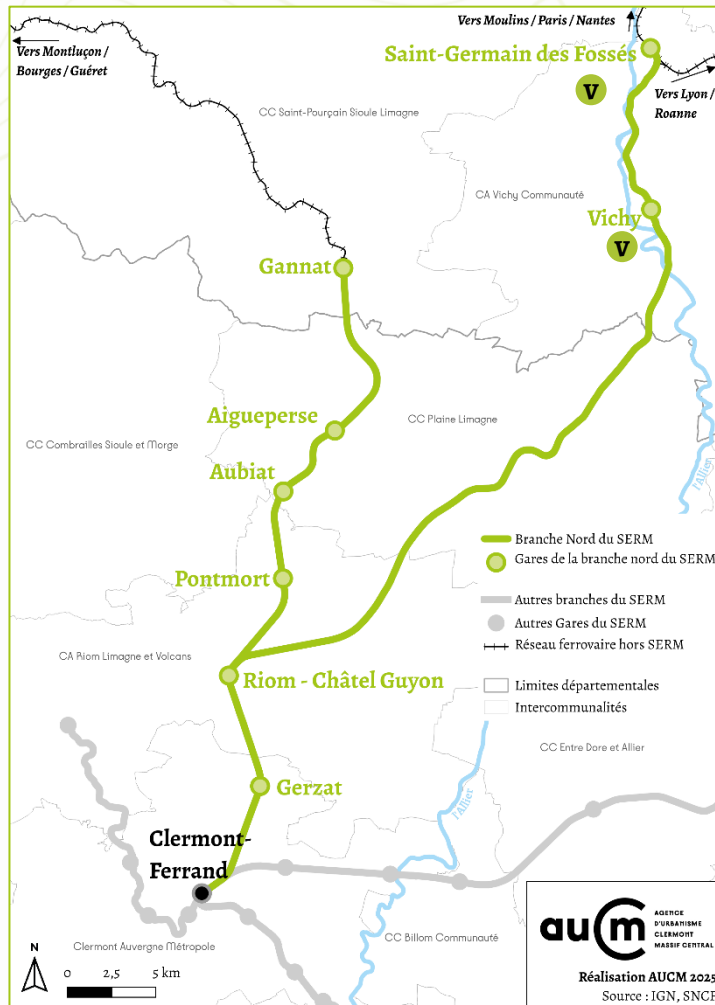 Vers Montluçon /
Bourges / Guéret
Vers Moulins / Paris / Nantes
Saint-Germain des Fossés
V
Vers Lyon /
Roanne
CC Saint-Pourçain Sioule Limagne
CA Vichy Communauté
Vichy
V
Gannat
Aigueperse
CC Plaine Limagne
CC Combrailles Sioule et Morge
Aubiat
l'Allier
Pontmort
Branche Nord du SERM
Gares de la branche nord du SERM
Autres branches du SERM
Autres Gares du SERM
Réseau ferrovaire hors SERM
Limites départementales
Intercommunalités
CA Riom Limagne et Volcans
Riom - Châtel Guyon
CC Entre Dore et Allier
Gerzat
l'Allier
Clermont-
Ferrand
Clermont Auvergne Métropole
CC Billom Communauté
N
0 2,5 5 km
aucm
AGENCE
D'URBANISME
CLERMONT
MASSIF CENTRAL
Réalisation AUCM 2025
Source : IGN, SNCF